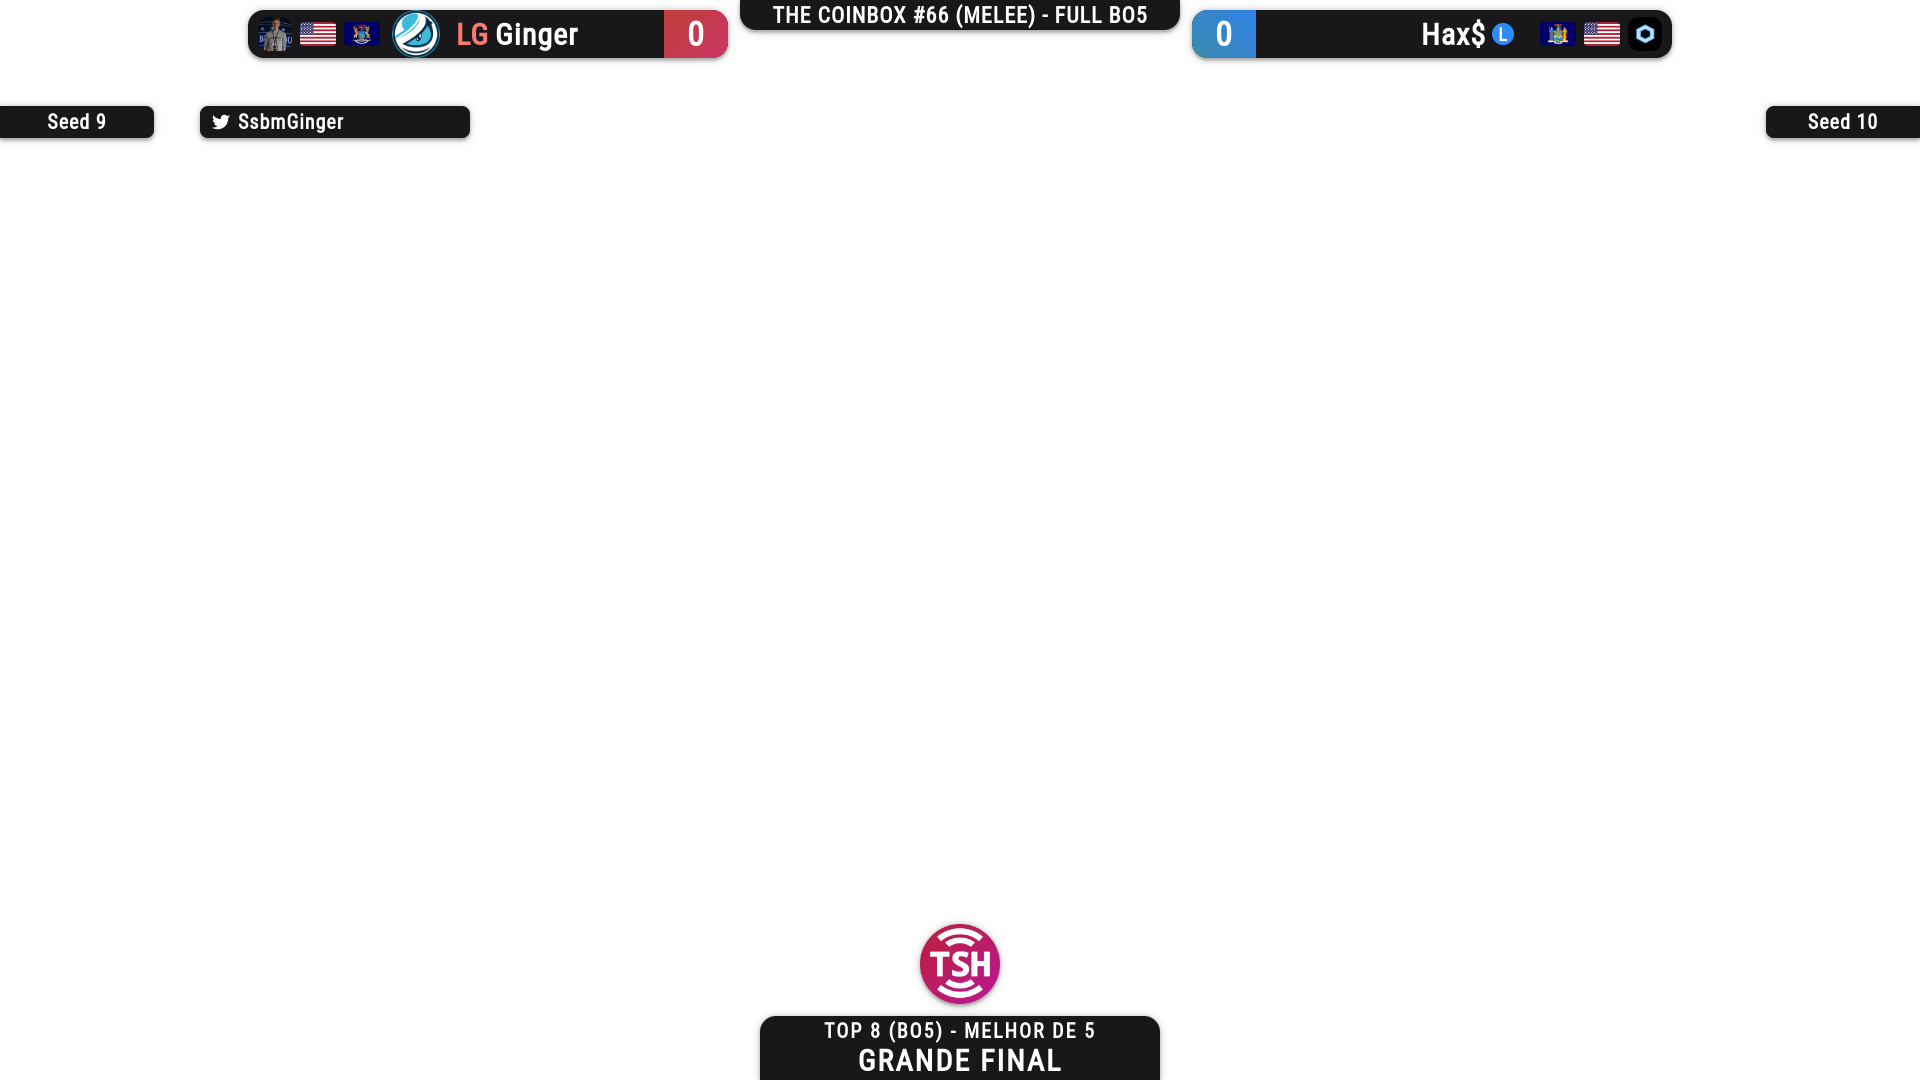 LG Ginger 0
THE COINBOX #66 (MELEE) - FULL BO5
0 Hax$ L
Seed 9
SsbmGinger
Seed 10
TSH
TOP 8 (BO5) - MELHOR DE 5
GRANDE FINAL